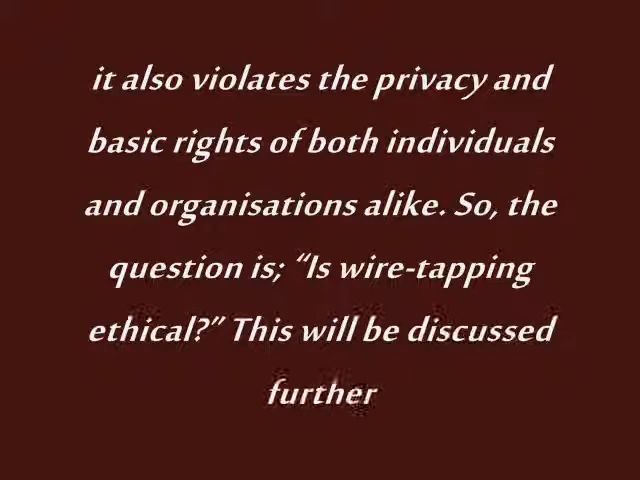 it also violates the privacy and
basic rights of both individuals
and organisations alike. So, the
question is; “Is wire-tapping
ethical?” This will be discussed
further